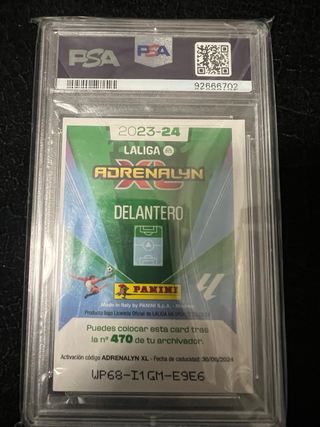 PSA PSA
92666702
2023-24
LALIGA
ADRENALYN
XL
DELANTERO
PANINI
Made in Italy by PANINI S.p.A. - Modena
Producto bajo Licencia Oficial de LALIGA
Puedes colocar esta card tras
la nº 470 de tu archivador.
Activación código ADRENALYN XL - Fecha de caducidad: 30/06/2024
WP68-I1GM-E9E6